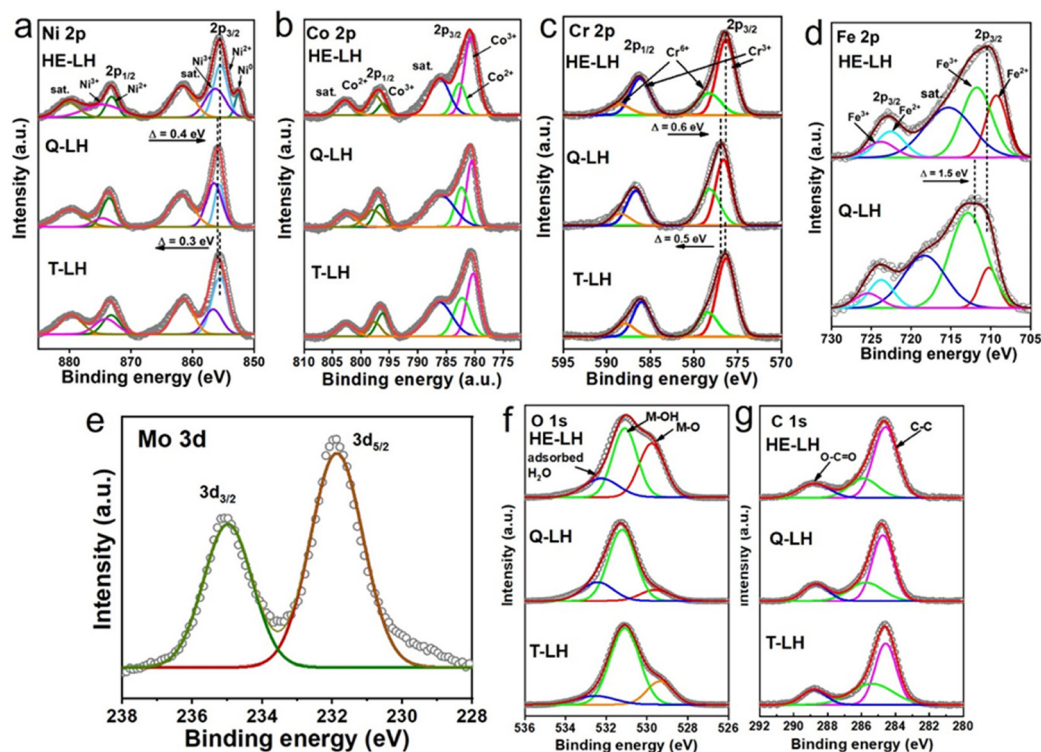 a
Ni 2p
HE-LH
2p3/2
Ni3+
Ni2+
Ni0
sat.
Ni3+
2p1/2
Ni2+
sat.
Δ = 0.4 eV
Q-LH
Δ = 0.3 eV
T-LH
Intensity (a.u.)
880 870 860 850
Binding energy (eV)
b
Co 2p
HE-LH
2p3/2
Co3+
Co2+
sat.
Co2+
2p1/2
Co3+
sat.
Q-LH
T-LH
Intensity (a.u.)
810 800 795 790 780
Binding energy (a.u.)
c
Cr 2p
HE-LH
2p3/2
2p1/2
Cr6+
Cr3+
Δ = 0.6 eV
Q-LH
Δ = 0.5 eV
T-LH
Intensity (a.u.)
595 590 585 580 575 570
Binding energy (eV)
d
Fe 2p
HE-LH
2p3/2
Fe3+
Fe2+
sat.
2p3/2
Fe3+
Fe2+
Δ = 1.5 eV
Q-LH
Intensity (a.u.)
730 725 720 715 710 705
Binding energy (eV)
e
Mo 3d
3d5/2
3d3/2
Intensity (a.u.)
238 236 234 232 230 228
Binding energy (eV)
f
O 1s
HE-LH
M-OH
M-O
adsorbed
H2O
Q-LH
T-LH
Intensity (a.u.)
536 534 532 530 528 526
Binding energy (eV)
g
C 1s
HE-LH
C-C
O-C=O
Q-LH
T-LH
Intensity (a.u.)
292 290 288 286 284 282 280
Binding energy (eV)